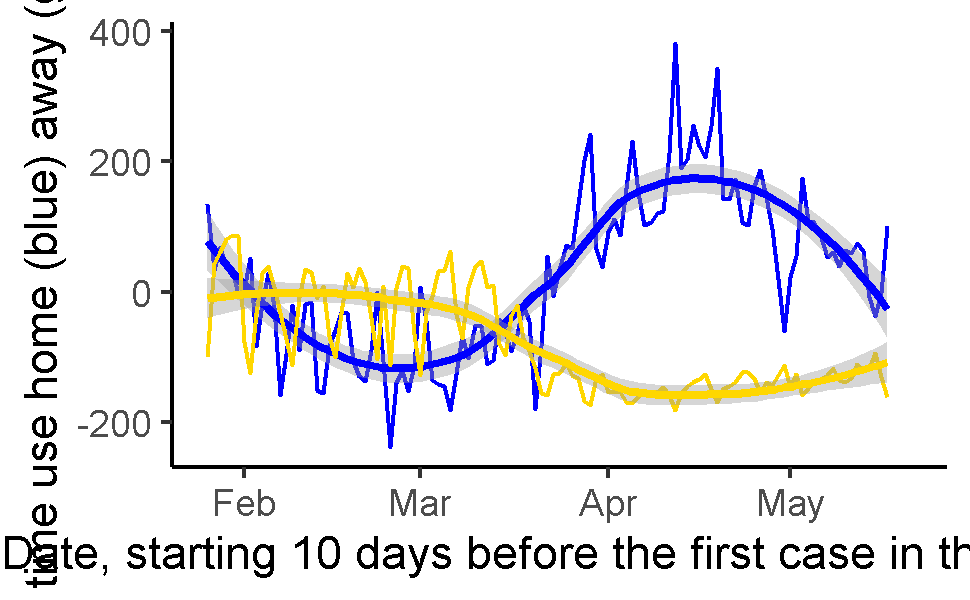 time use home (blue) away (
400
200
0
-200
Feb Mar Apr May
Date, starting 10 days before the first case in th